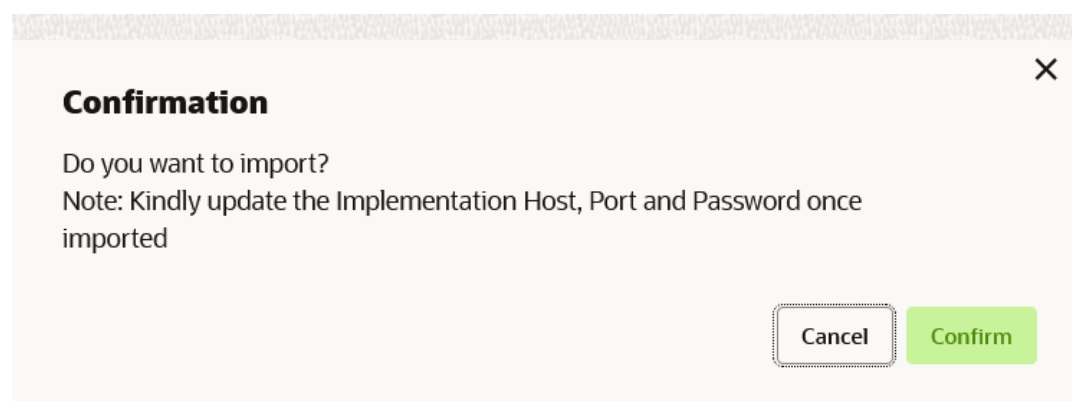 Confirmation
Do you want to import?
Note: Kindly update the Implementation Host, Port and Password once
imported
Cancel
Confirm